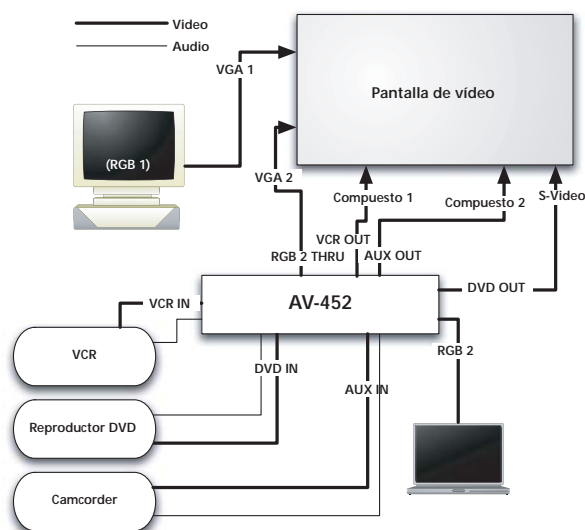 Video
Audio
VGA 1
Pantalla de vídeo
(RGB 1)
VGA 2
Compuesto 1
Compuesto 2
S-Video
VCR OUT
RGB 2 THRU
AUX OUT
AV-452
DVD OUT
VCR IN
VCR
DVD IN
RGB 2
AUX IN
Reproductor DVD
Camcorder